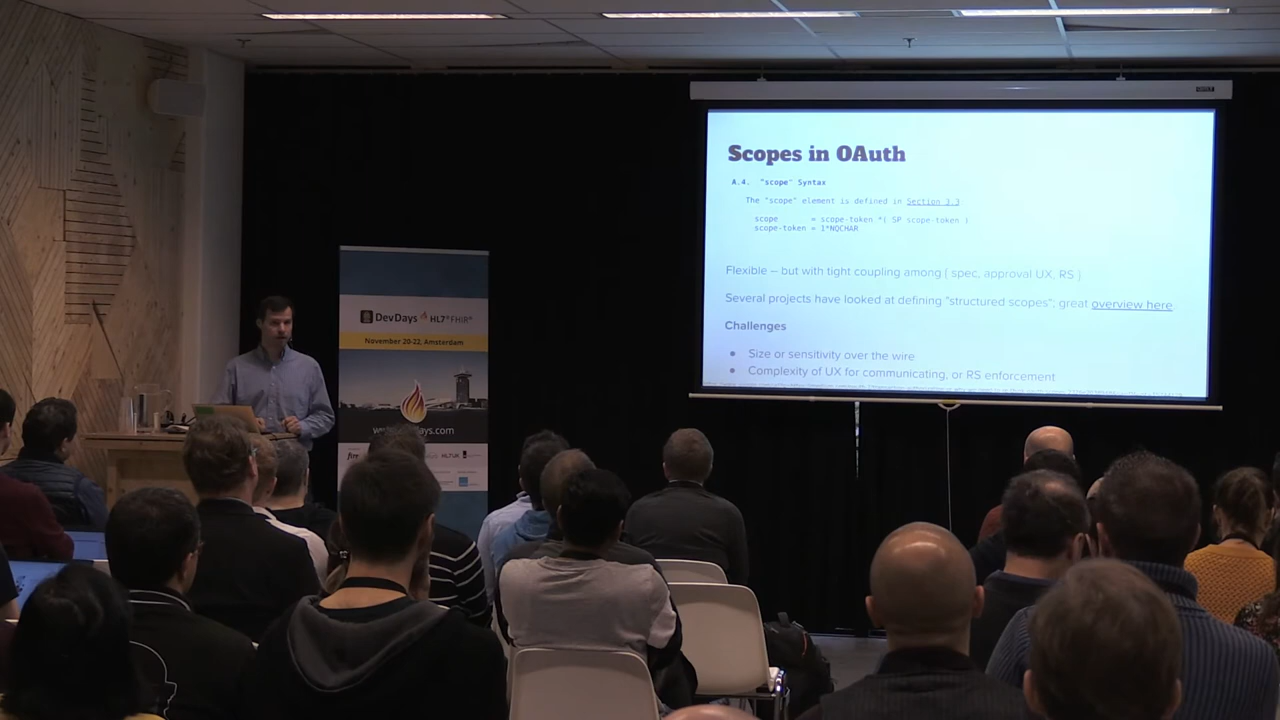 Scopes in OAuth
A.4. "scope" Syntax
The "scope" element is defined in Section 3.3
scope = scope-token *( SP scope-token )
scope-token = 1*NQCHAR
Flexible – but with tight coupling among { spec, approval UX, RS }
Several projects have looked at defining "structured scopes"; great overview here.
Challenges
● Size or sensitivity over the wire
● Complexity of UX for communicating, or RS enforcement
DevDays HL7® FHIR®
November 20-22, Amsterdam
HL7UK